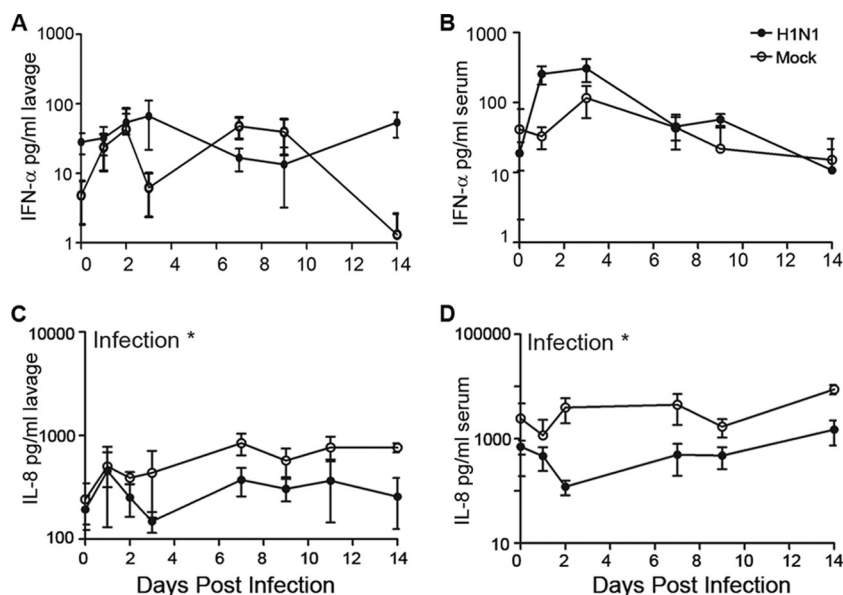 A
IFN-α pg/ml lavage
1000
100
10
1
0 2 4 6 8 10 12 14
B
IFN-α pg/ml serum
1000
100
10
1
0 2 4 6 8 10 12 14
H1N1
Mock
C
Infection *
IL-8 pg/ml lavage
10000
1000
100
0 2 4 6 8 10 12 14
Days Post Infection
D
Infection *
IL-8 pg/ml serum
100000
1000
10
0 2 4 6 8 10 12 14
Days Post Infection